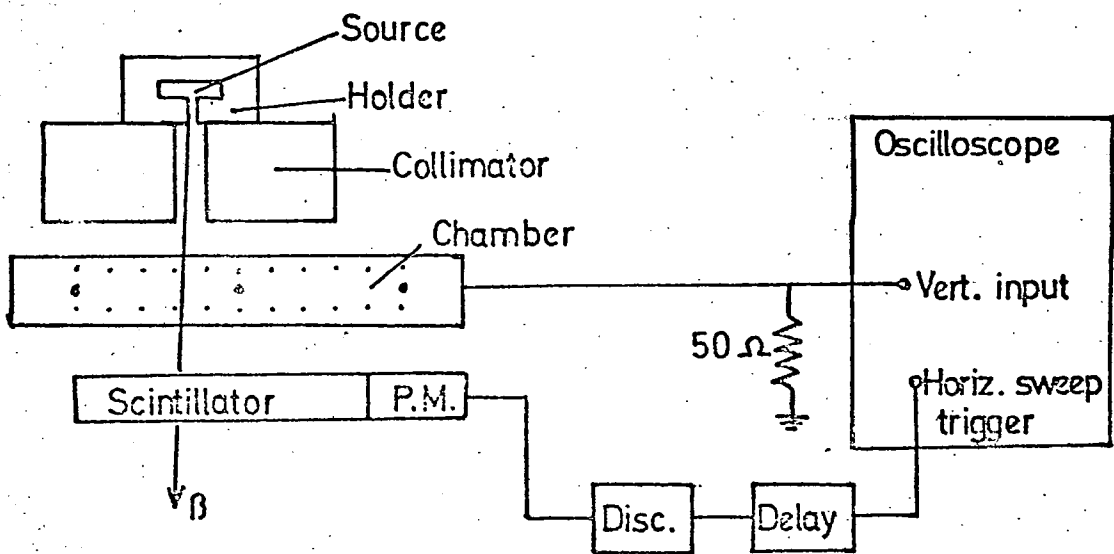 Source
Holder
Collimator
Oscilloscope
Chamber
Vert. input
50 Ω
Horiz. sweep
trigger
Scintillator
P.M.
β
Disc.
Delay